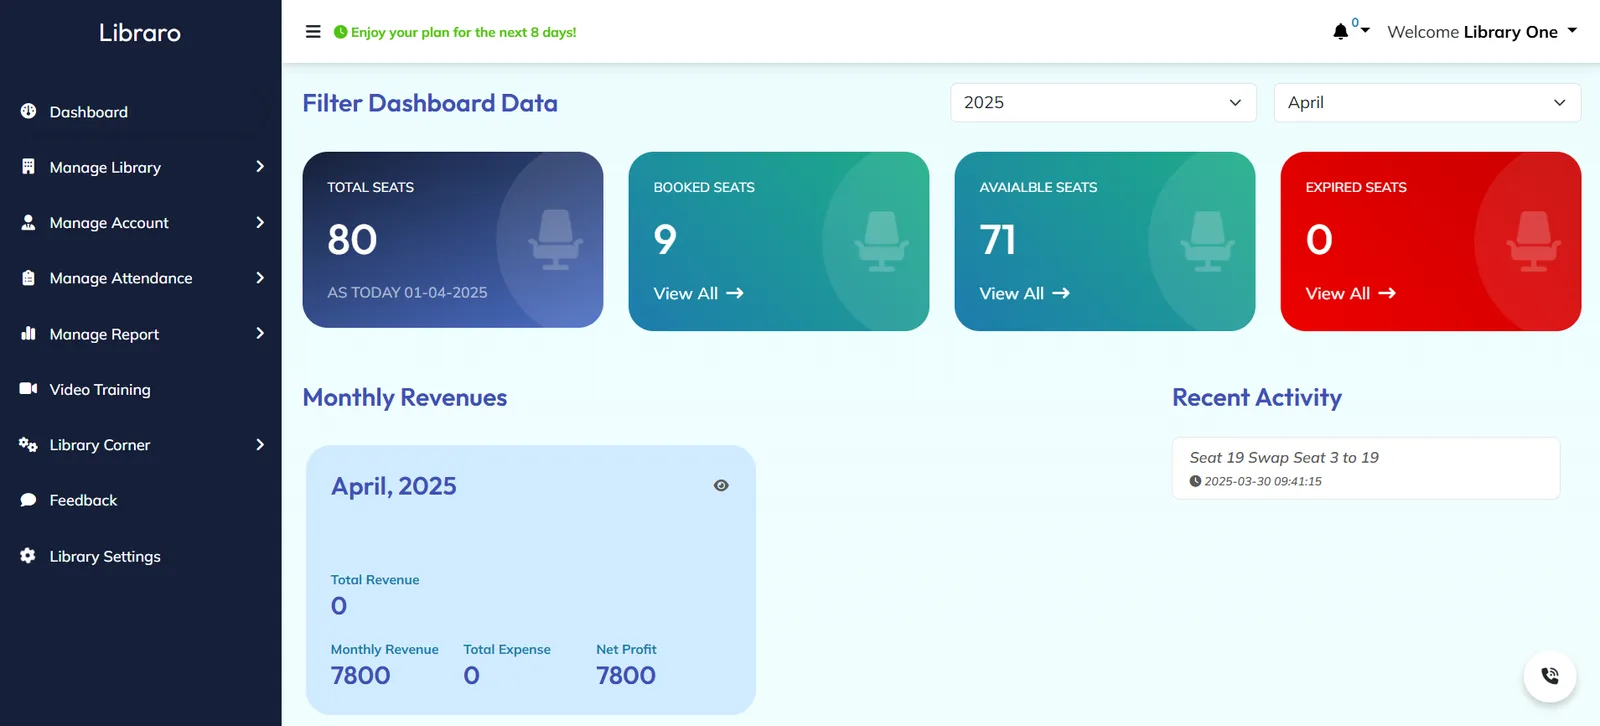 Libraro
Enjoy your plan for the next 8 days!
0
Welcome Library One
Dashboard
Manage Library
Manage Account
Manage Attendance
Manage Report
Video Training
Library Corner
Feedback
Library Settings
Filter Dashboard Data
2025
April
TOTAL SEATS
80
AS TODAY 01-04-2025
BOOKED SEATS
9
View All
AVAIALBLE SEATS
71
View All
EXPIRED SEATS
0
View All
Monthly Revenues
April, 2025
Total Revenue
0
Monthly Revenue
7800
Total Expense
0
Net Profit
7800
Recent Activity
Seat 19 Swap Seat 3 to 19
2025-03-30 09:41:15